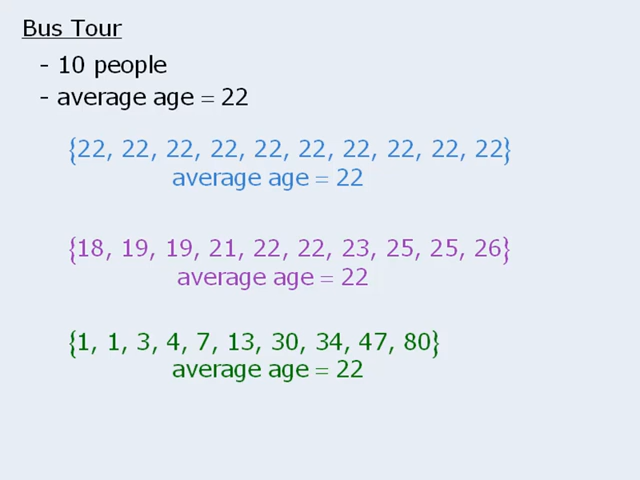 Bus Tour
- 10 people
- average age = 22
{22, 22, 22, 22, 22, 22, 22, 22, 22, 22}
average age = 22
{18, 19, 19, 21, 22, 22, 23, 25, 25, 26}
average age = 22
{1, 1, 3, 4, 7, 13, 30, 34, 47, 80}
average age = 22